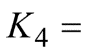 K₄ =